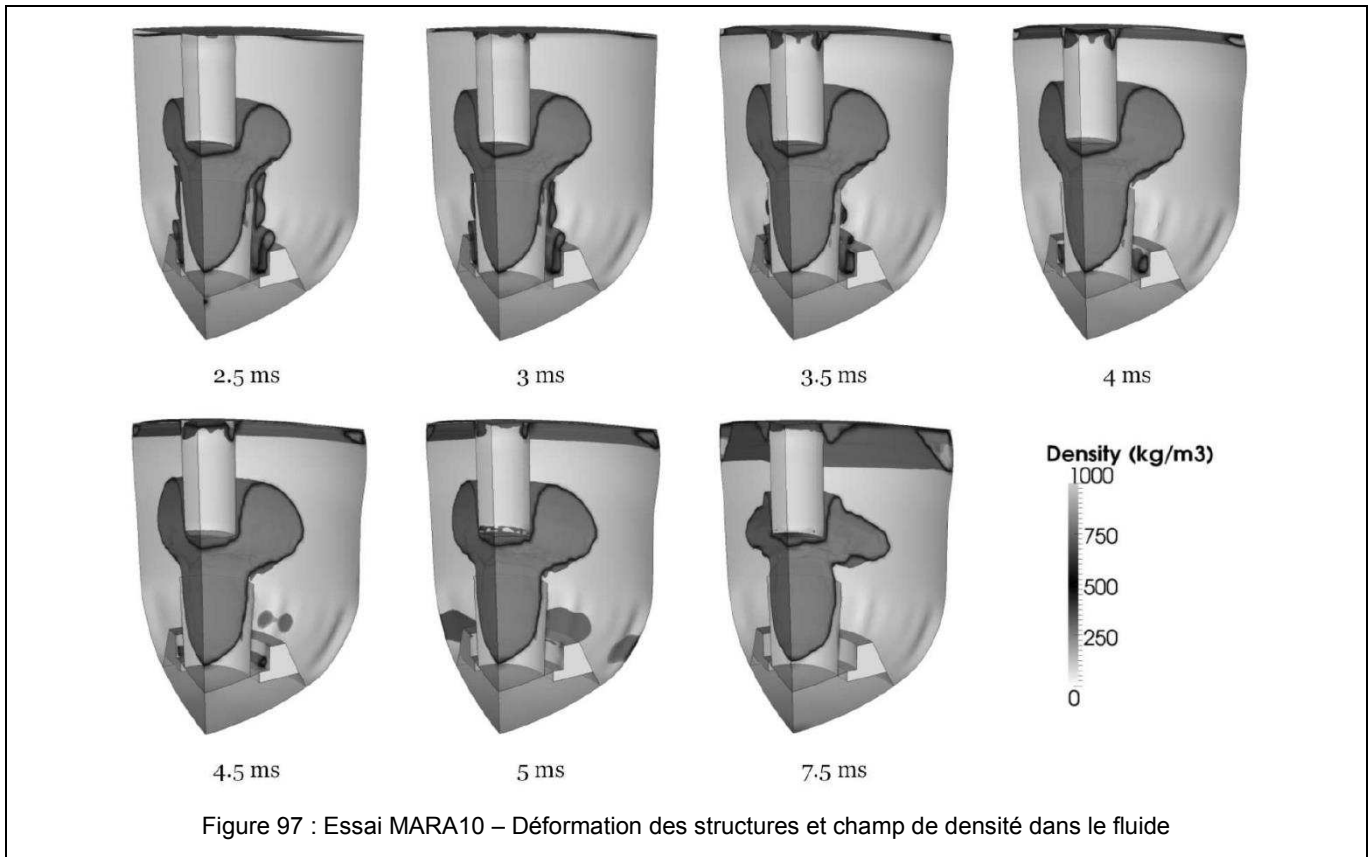 2.5 ms
3 ms
3.5 ms
4 ms
Density (kg/m3)
1000
750
500
250
0
4.5 ms
5 ms
7.5 ms
Figure 97 : Essai MARA10 – Déformation des structures et champ de densité dans le fluide